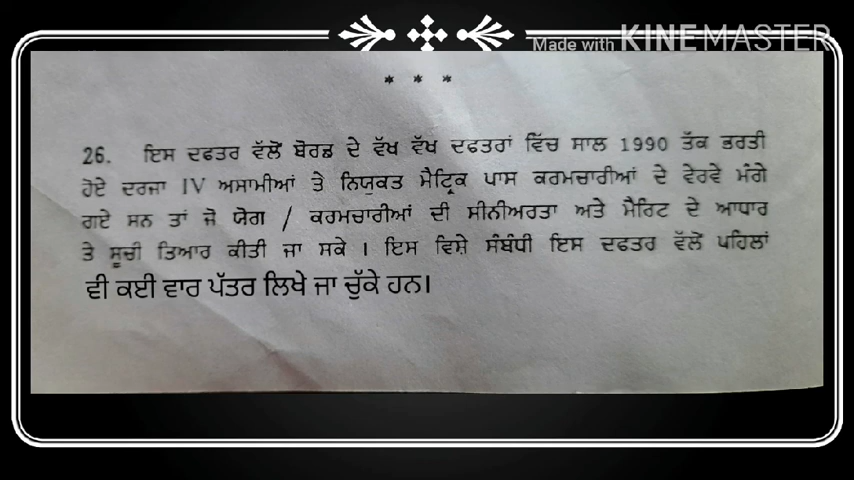 Made with KINEMASTER
* * *
26. ਇਸ ਦਫਤਰ ਵੱਲੋਂ ਬੋਰਡ ਦੇ ਵੱਖ ਵੱਖ ਦਫਤਰਾਂ ਵਿੱਚ ਸਾਲ 1990 ਤੱਕ ਭਰਤੀ
ਹੋਏ ਦਰਜਾ IV ਅਸਾਮੀਆਂ ਤੇ ਨਿਯੁਕਤ ਮੈਟ੍ਰਿਕ ਪਾਸ ਕਰਮਚਾਰੀਆਂ ਦੇ ਵੇਰਵੇ ਮੰਗੇ
ਗਏ ਸਨ ਤਾਂ ਜੋ ਯੋਗ / ਕਰਮਚਾਰੀਆਂ ਦੀ ਸੀਨੀਅਰਤਾ ਅਤੇ ਮੈਰਿਟ ਦੇ ਆਧਾਰ
ਤੇ ਸੂਚੀ ਤਿਆਰ ਕੀਤੀ ਜਾ ਸਕੇ । ਇਸ ਵਿਸ਼ੇ ਸੰਬੰਧੀ ਇਸ ਦਫਤਰ ਵੱਲੋਂ ਪਹਿਲਾਂ
ਵੀ ਕਈ ਵਾਰ ਪੱਤਰ ਲਿਖੇ ਜਾ ਚੁੱਕੇ ਹਨ।